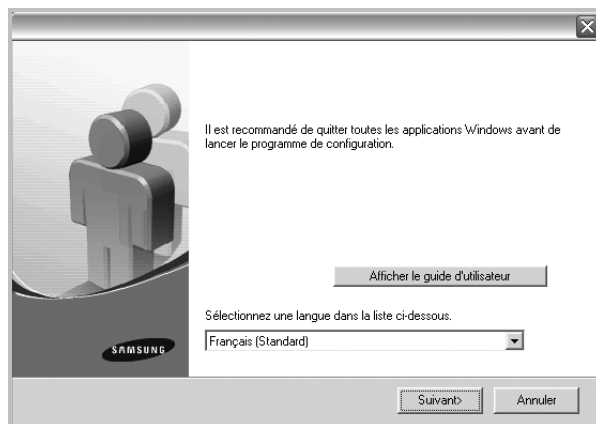 Il est recommandé de quitter toutes les applications Windows avant de
lancer le programme de configuration.
Afficher le guide d'utilisateur
Sélectionnez une langue dans la liste ci-dessous.
Français (Standard)
SAMSUNG
Suivant>
Annuler